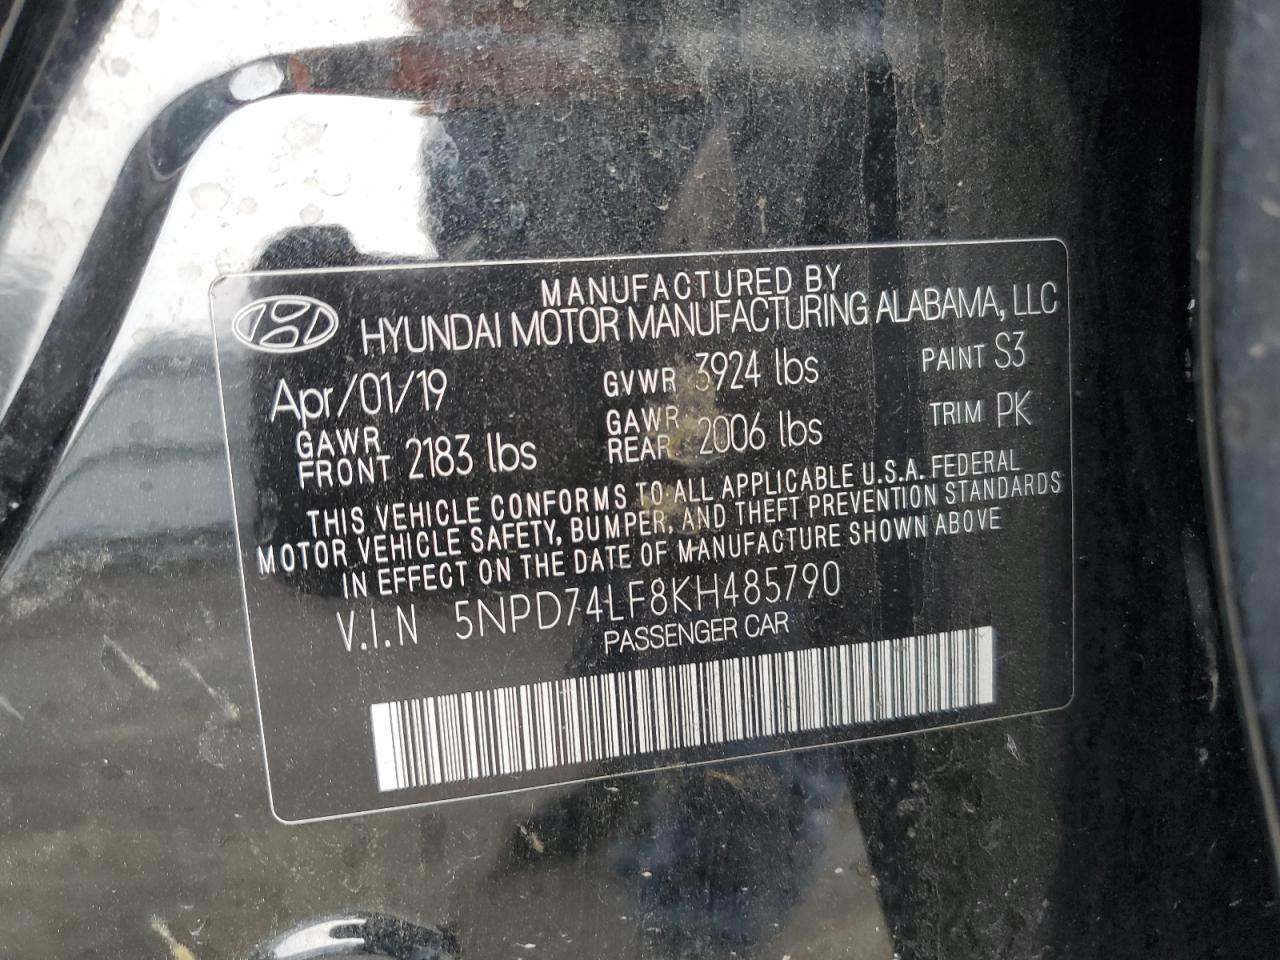 MANUFACTURED BY
HYUNDAI MOTOR MANUFACTURING ALABAMA, LLC
Apr/01/19 GVWR 3924 lbs PAINT S3
GAWR FRONT 2183 lbs GAWR REAR 2006 lbs TRIM PK
THIS VEHICLE CONFORMS TO ALL APPLICABLE U.S.A. FEDERAL
MOTOR VEHICLE SAFETY, BUMPER, AND THEFT PREVENTION STANDARDS
IN EFFECT ON THE DATE OF MANUFACTURE SHOWN ABOVE
V.I.N 5NPD74LF8KH485790
PASSENGER CAR